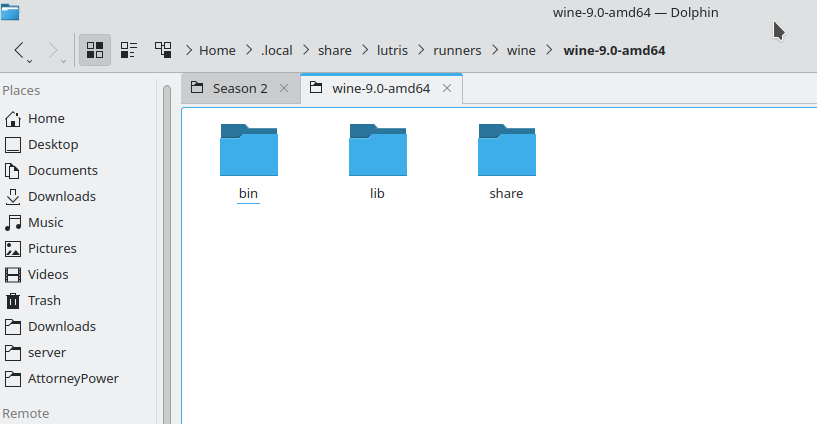 wine-9.0-amd64 — Dolphin
Home > .local > share > lutris > runners > wine > wine-9.0-amd64
Places
Home
Desktop
Documents
Downloads
Music
Pictures
Videos
Trash
Downloads
server
AttorneyPower
Remote
Season 2
wine-9.0-amd64
bin
lib
share